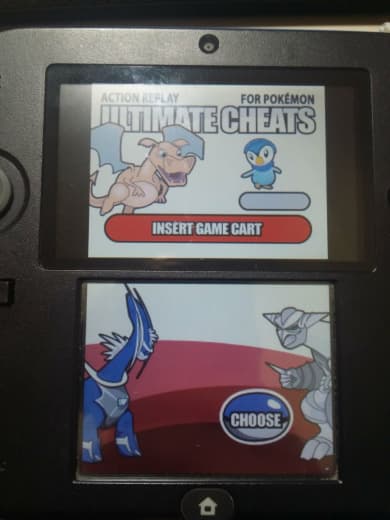 ACTION REPLAY FOR POKÉMON
ULTIMATE CHEATS
INSERT GAME CART
CHOOSE